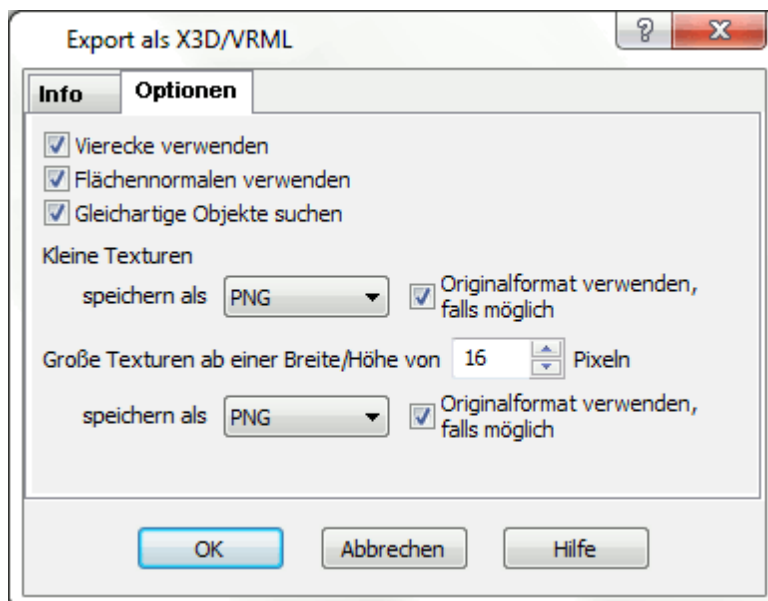 Export als X3D/VRML
Info
Optionen
Vierecke verwenden
Flächennormalen verwenden
Gleichartige Objekte suchen
Kleine Texturen
speichern als PNG Originalformat verwenden,
falls möglich
Große Texturen ab einer Breite/Höhe von 16 Pixeln
speichern als PNG Originalformat verwenden,
falls möglich
OK
Abbrechen
Hilfe